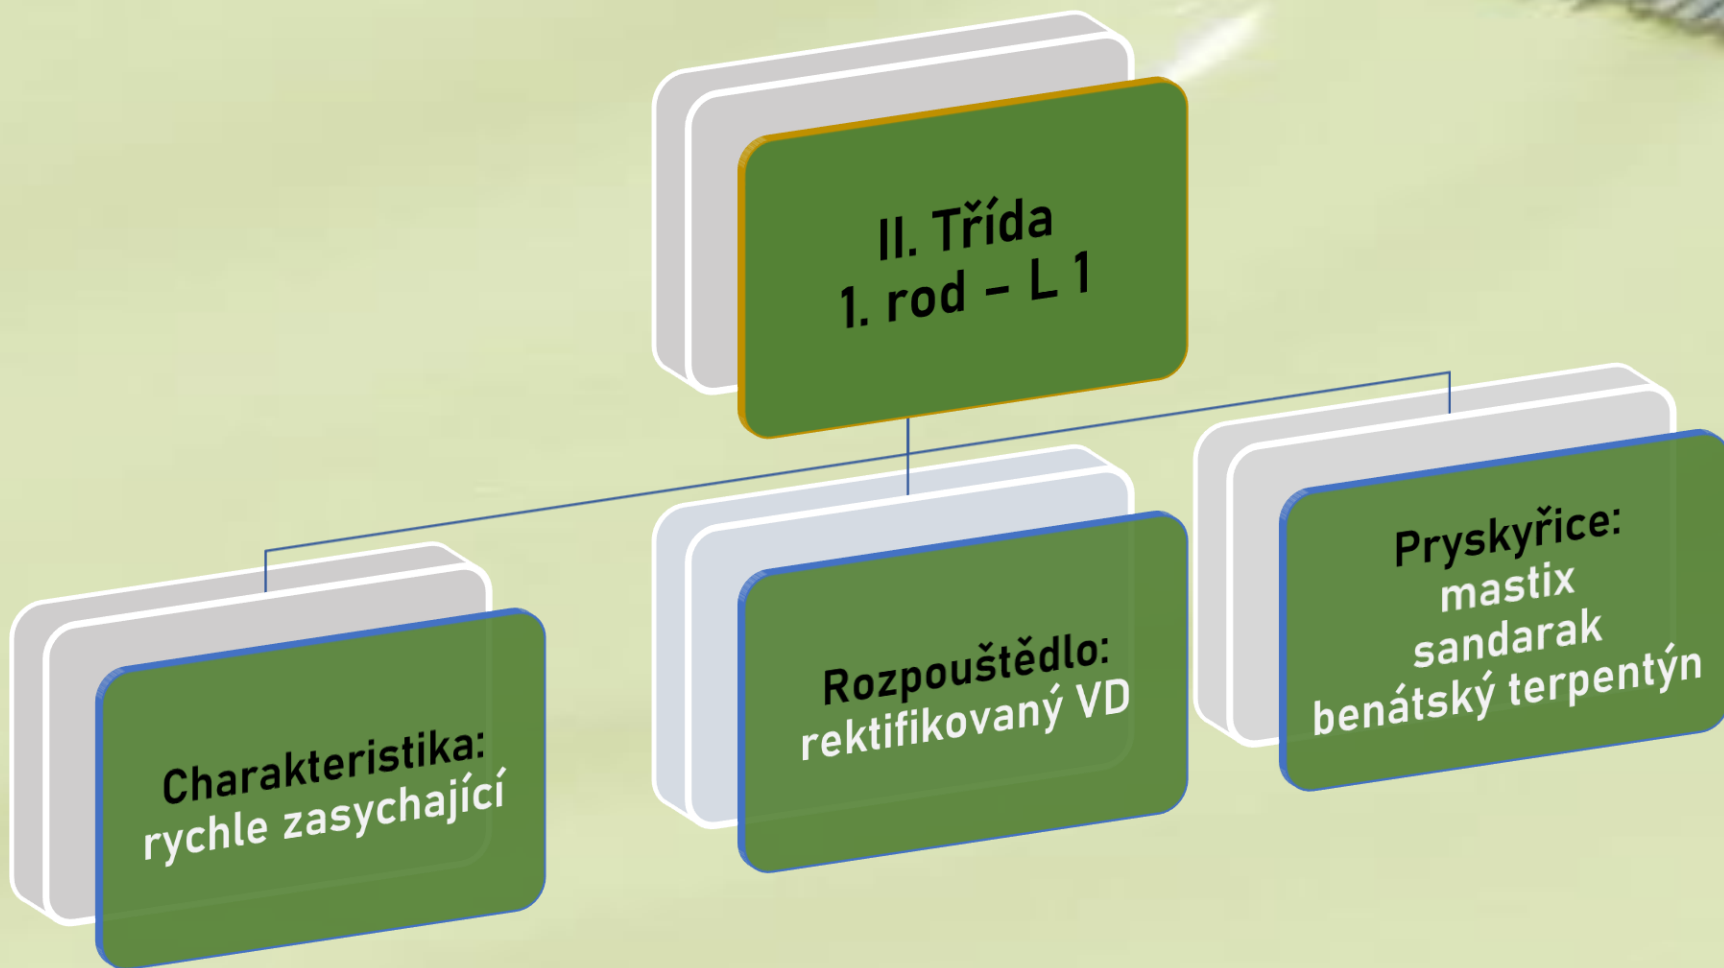 II. Třída
1. rod – L 1
Charakteristika:
rychle zasychající
Rozpouštědlo:
rektifikovaný VD
Pryskyřice:
mastix
sandarak
benátský terpentýn